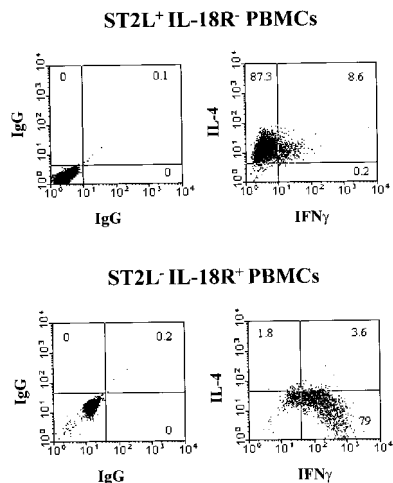 ST2L+ IL-18R- PBMCs
IgG
10⁴
10³
10²
10¹
10⁰
0
0.1
0
10⁰ 10¹ 10² 10³ 10⁴
IgG
IL-4
10⁴
10³
10²
10¹
10⁰
87.3
8.6
0.2
10⁰ 10¹ 10² 10³ 10⁴
IFNγ
ST2L- IL-18R+ PBMCs
IgG
10⁴
10³
10²
10¹
10⁰
0
0.2
0
10⁰ 10¹ 10² 10³ 10⁴
IgG
IL-4
10⁴
10³
10²
10¹
10⁰
1.8
3.6
79
10⁰ 10¹ 10² 10³ 10⁴
IFNγ